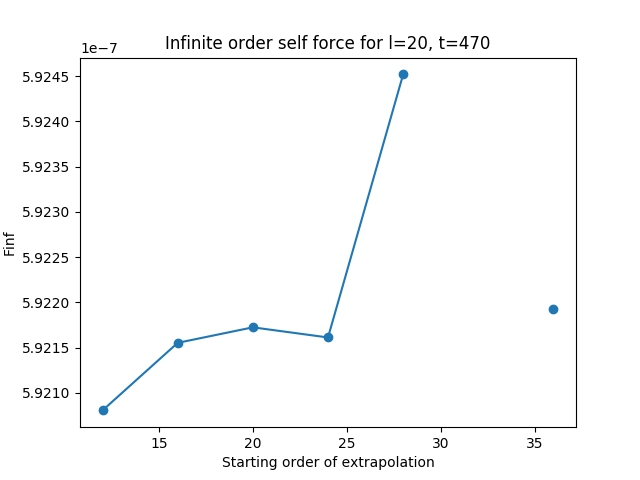 Infinite order self force for l=20, t=470
1e−7
5.9245
5.9240
5.9235
5.9230
5.9225
5.9220
5.9215
5.9210
Finf
15 20 25 30 35
Starting order of extrapolation